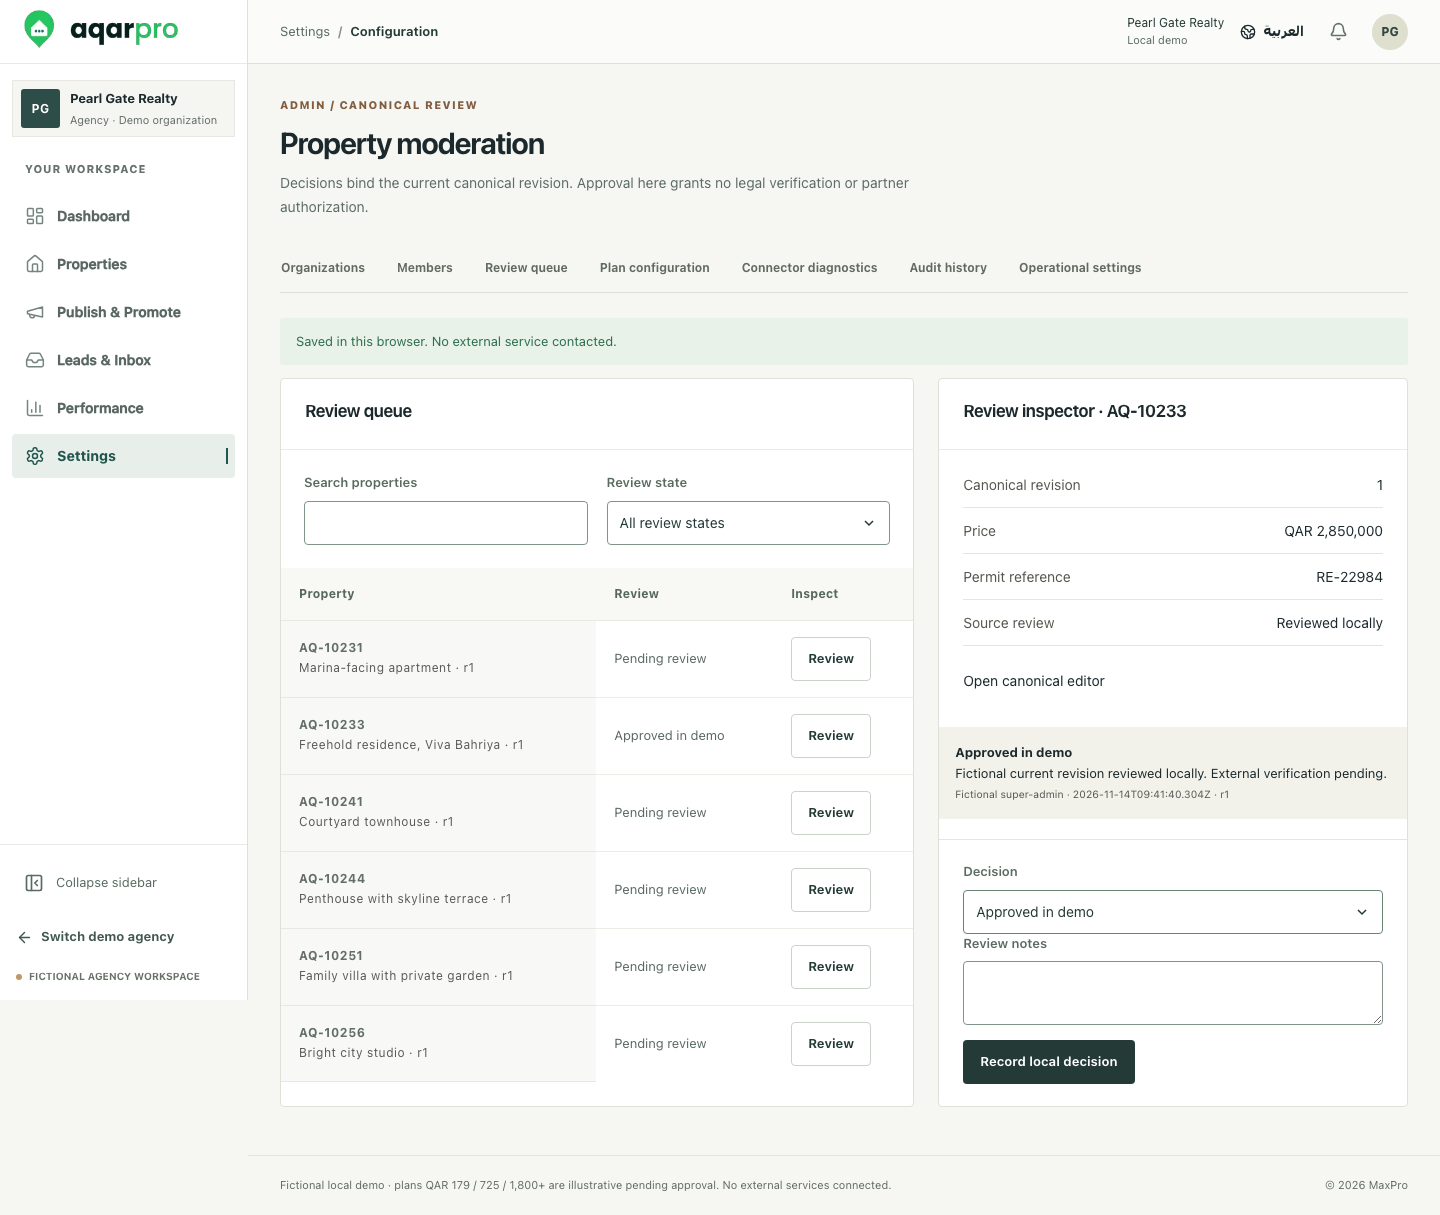 aqarpro
Settings / Configuration
Pearl Gate Realty
Local demo
العربية
PG
PG
Pearl Gate Realty
Agency · Demo organization
YOUR WORKSPACE
Dashboard
Properties
Publish & Promote
Leads & Inbox
Performance
Settings
Collapse sidebar
Switch demo agency
FICTIONAL AGENCY WORKSPACE
ADMIN / CANONICAL REVIEW
Property moderation
Decisions bind the current canonical revision. Approval here grants no legal verification or partner
authorization.
Organizations Members Review queue Plan configuration Connector diagnostics Audit history Operational settings
Saved in this browser. No external service contacted.
Review queue
Search properties
Review state
All review states
Property Review Inspect
AQ-10231
Marina-facing apartment · r1
Pending review
Review
AQ-10233
Freehold residence, Viva Bahriya · r1
Approved in demo
Review
AQ-10241
Courtyard townhouse · r1
Pending review
Review
AQ-10244
Penthouse with skyline terrace · r1
Pending review
Review
AQ-10251
Family villa with private garden · r1
Pending review
Review
AQ-10256
Bright city studio · r1
Pending review
Review
Review inspector · AQ-10233
Canonical revision 1
Price QAR 2,850,000
Permit reference RE-22984
Source review Reviewed locally
Open canonical editor
Approved in demo
Fictional current revision reviewed locally. External verification pending.
Fictional super-admin · 2026-11-14T09:41:40.304Z · r1
Decision
Approved in demo
Review notes
Record local decision
Fictional local demo · plans QAR 179 / 725 / 1,800+ are illustrative pending approval. No external services connected.
© 2026 MaxPro